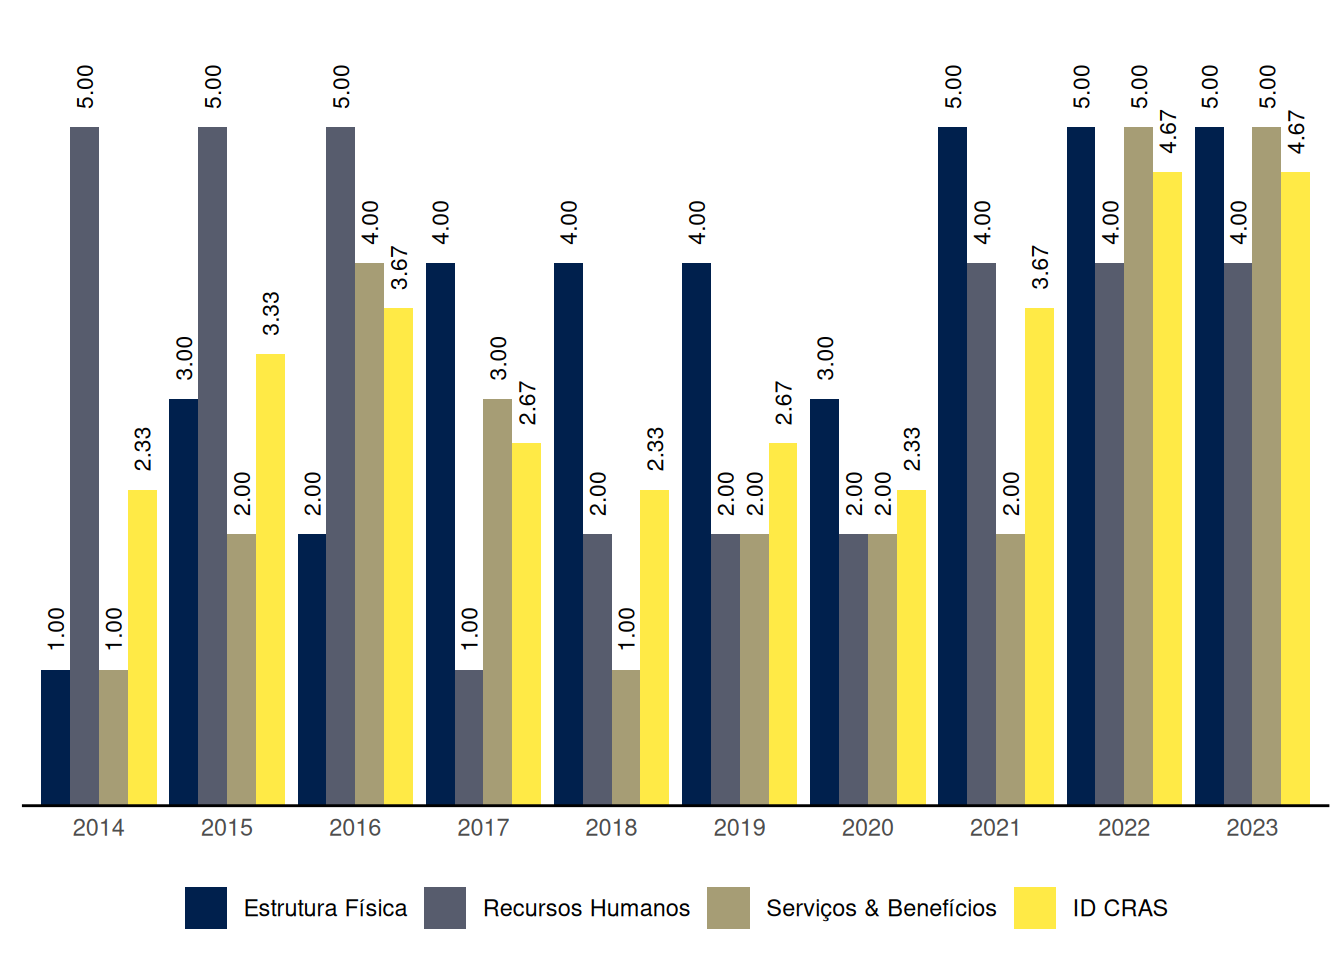 5.00 5.00 5.00 5.00 5.00 5.00 5.00 5.00
4.67 4.67
4.00 4.00 4.00 4.00 4.00 4.00 4.00
3.67 3.67
3.33
3.00 3.00 3.00
2.67 2.67
2.33 2.33 2.33
2.00 2.00 2.00 2.00 2.00 2.00 2.00 2.00
1.00 1.00 1.00 1.00
2014 2015 2016 2017 2018 2019 2020 2021 2022 2023
Estrutura Física Recursos Humanos Serviços & Benefícios ID CRAS